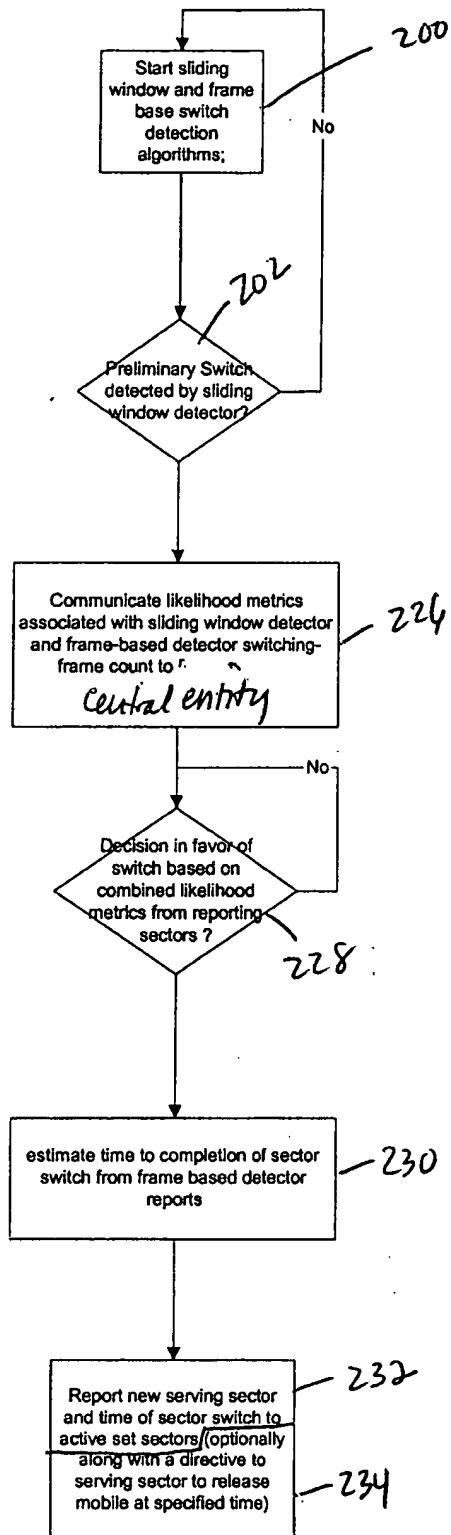 200
Start sliding
window and frame
base switch
detection
algorithms;
No
202
Preliminary Switch
detected by sliding
window detector?
Communicate likelihood metrics
associated with sliding window detector
and frame-based detector switching-
frame count to
central entity
226
No
Decision in favor of
switch based on
combined likelihood
metrics from reporting
sectors ?
228
estimate time to completion of sector
switch from frame based detector
reports
230
Report new serving sector
and time of sector switch to
active set sectors (optionally
along with a directive to
serving sector to release
mobile at specified time)
232
234